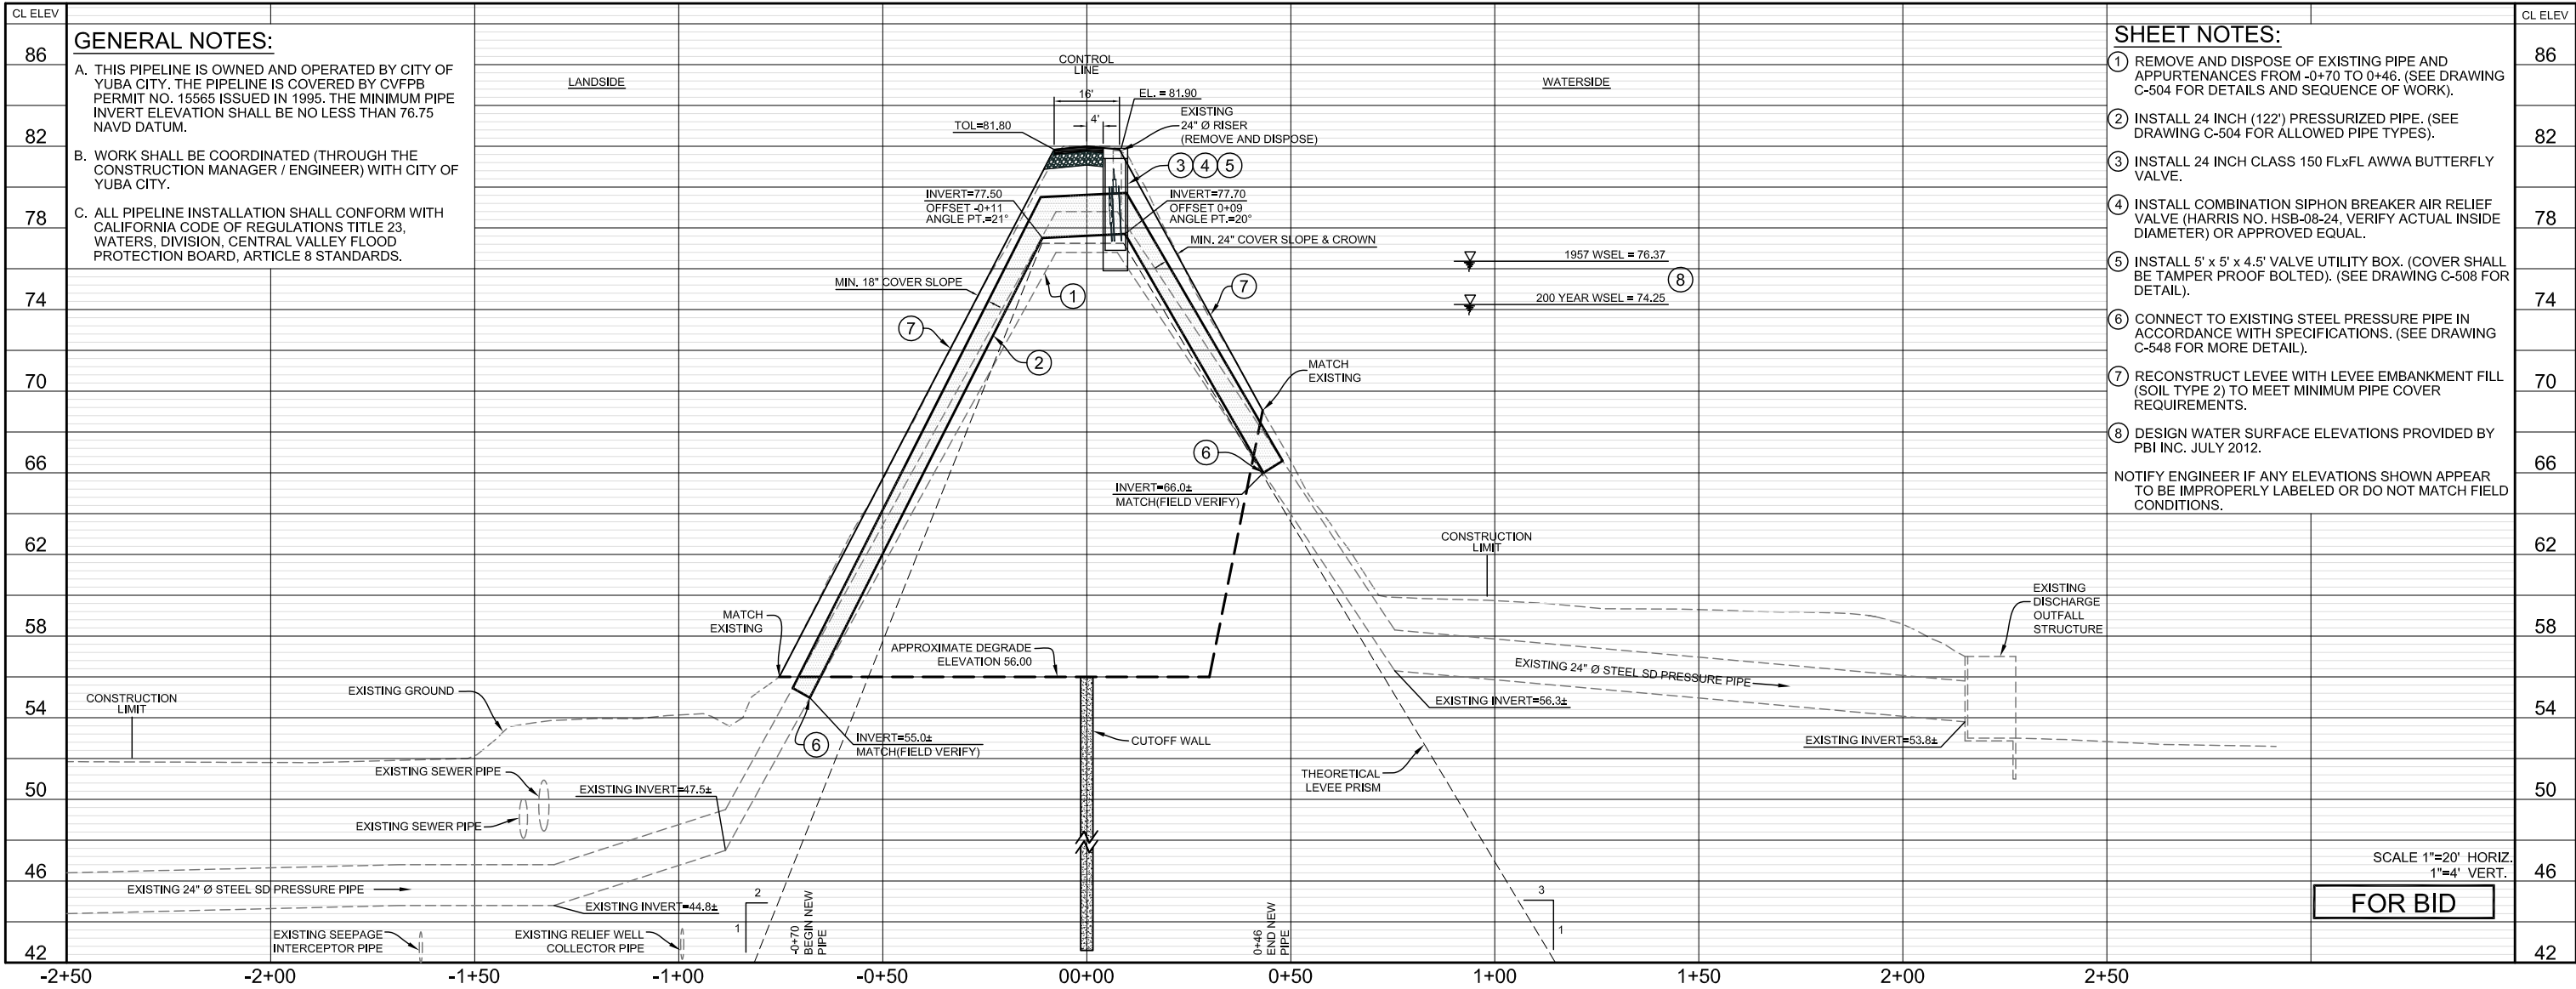 CL ELEV
CL ELEV
86
82
78
74
70
66
62
58
54
50
46
42
GENERAL NOTES:
A. THIS PIPELINE IS OWNED AND OPERATED BY CITY OF
YUBA CITY. THE PIPELINE IS COVERED BY CVFPB
PERMIT NO. 15565 ISSUED IN 1995. THE MINIMUM PIPE
INVERT ELEVATION SHALL BE NO LESS THAN 76.75
NAVD DATUM.
B. WORK SHALL BE COORDINATED (THROUGH THE
CONSTRUCTION MANAGER / ENGINEER) WITH CITY OF
YUBA CITY.
C. ALL PIPELINE INSTALLATION SHALL CONFORM WITH
CALIFORNIA CODE OF REGULATIONS TITLE 23,
WATERS, DIVISION, CENTRAL VALLEY FLOOD
PROTECTION BOARD, ARTICLE 8 STANDARDS.
LANDSIDE
CONTROL
LINE
WATERSIDE
16'
4'
EL. = 81.90
TOL=81.80
EXISTING
24" Ø RISER
(REMOVE AND DISPOSE)
3 4 5
INVERT=77.50
OFFSET -0+11
ANGLE PT.=21°
INVERT=77.70
OFFSET 0+09
ANGLE PT.=20°
MIN. 24" COVER SLOPE & CROWN
1957 WSEL = 76.37
8
200 YEAR WSEL = 74.25
MIN. 18" COVER SLOPE
1
7
7
2
MATCH
EXISTING
6
INVERT=66.0±
MATCH(FIELD VERIFY)
CONSTRUCTION
LIMIT
EXISTING
DISCHARGE
OUTFALL
STRUCTURE
MATCH
EXISTING
APPROXIMATE DEGRADE
ELEVATION 56.00
EXISTING 24" Ø STEEL SD PRESSURE PIPE
EXISTING INVERT=56.3±
EXISTING INVERT=53.8±
CONSTRUCTION
LIMIT
EXISTING GROUND
6
INVERT=55.0±
MATCH(FIELD VERIFY)
CUTOFF WALL
THEORETICAL
LEVEE PRISM
EXISTING SEWER PIPE
EXISTING SEWER PIPE
EXISTING INVERT=47.5±
EXISTING 24" Ø STEEL SD PRESSURE PIPE
EXISTING INVERT=44.8±
EXISTING SEEPAGE
INTERCEPTOR PIPE
EXISTING RELIEF WELL
COLLECTOR PIPE
2
1
-0+70
BEGIN NEW
PIPE
0+46
END NEW
PIPE
3
1
SHEET NOTES:
1 REMOVE AND DISPOSE OF EXISTING PIPE AND
APPURTENANCES FROM -0+70 TO 0+46. (SEE DRAWING
C-504 FOR DETAILS AND SEQUENCE OF WORK).
2 INSTALL 24 INCH (122') PRESSURIZED PIPE. (SEE
DRAWING C-504 FOR ALLOWED PIPE TYPES).
3 INSTALL 24 INCH CLASS 150 FLxFL AWWA BUTTERFLY
VALVE.
4 INSTALL COMBINATION SIPHON BREAKER AIR RELIEF
VALVE (HARRIS NO. HSB-08-24, VERIFY ACTUAL INSIDE
DIAMETER) OR APPROVED EQUAL.
5 INSTALL 5' x 5' x 4.5' VALVE UTILITY BOX. (COVER SHALL
BE TAMPER PROOF BOLTED). (SEE DRAWING C-508 FOR
DETAIL).
6 CONNECT TO EXISTING STEEL PRESSURE PIPE IN
ACCORDANCE WITH SPECIFICATIONS. (SEE DRAWING
C-548 FOR MORE DETAIL).
7 RECONSTRUCT LEVEE WITH LEVEE EMBANKMENT FILL
(SOIL TYPE 2) TO MEET MINIMUM PIPE COVER
REQUIREMENTS.
8 DESIGN WATER SURFACE ELEVATIONS PROVIDED BY
PBI INC. JULY 2012.
NOTIFY ENGINEER IF ANY ELEVATIONS SHOWN APPEAR
TO BE IMPROPERLY LABELED OR DO NOT MATCH FIELD
CONDITIONS.
SCALE 1"=20' HORIZ.
1"=4' VERT.
FOR BID
86
82
78
74
70
66
62
58
54
50
46
42
-2+50
-2+00
-1+50
-1+00
-0+50
00+00
0+50
1+00
1+50
2+00
2+50